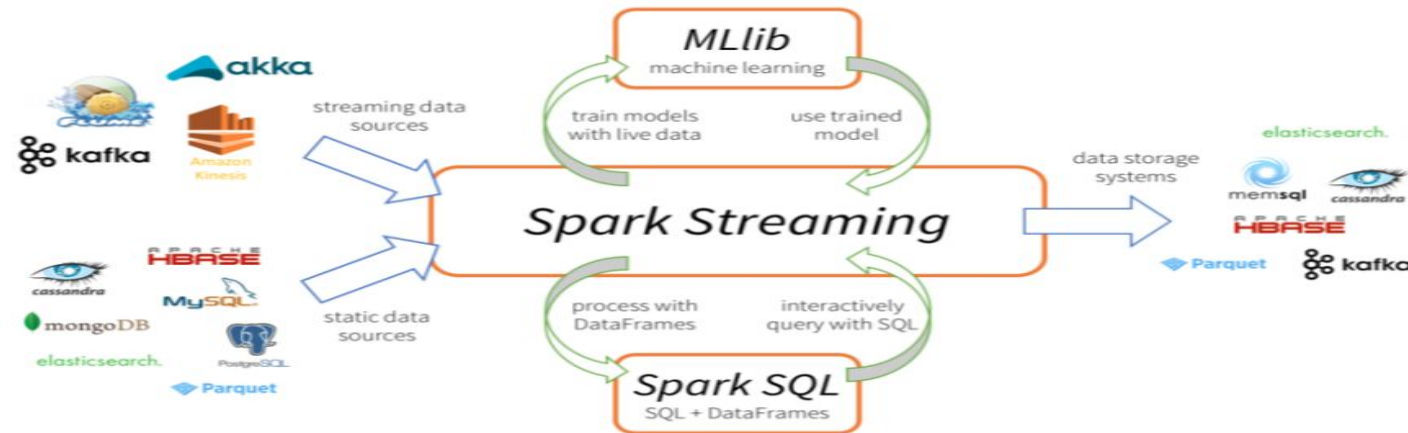 MLlib
machine learning
akka
flume
kafka
Amazon
Kinesis
streaming data
sources
train models
with live data
use trained
model
Spark Streaming
data storage
systems
elasticsearch.
memsql
cassandra
APACHE
HBASE
Parquet
kafka
APACHE
HBASE
cassandra
MySQL®
mongoDB
PostgreSQL
elasticsearch.
Parquet
static data
sources
process with
DataFrames
interactively
query with SQL
Spark SQL
SQL + DataFrames